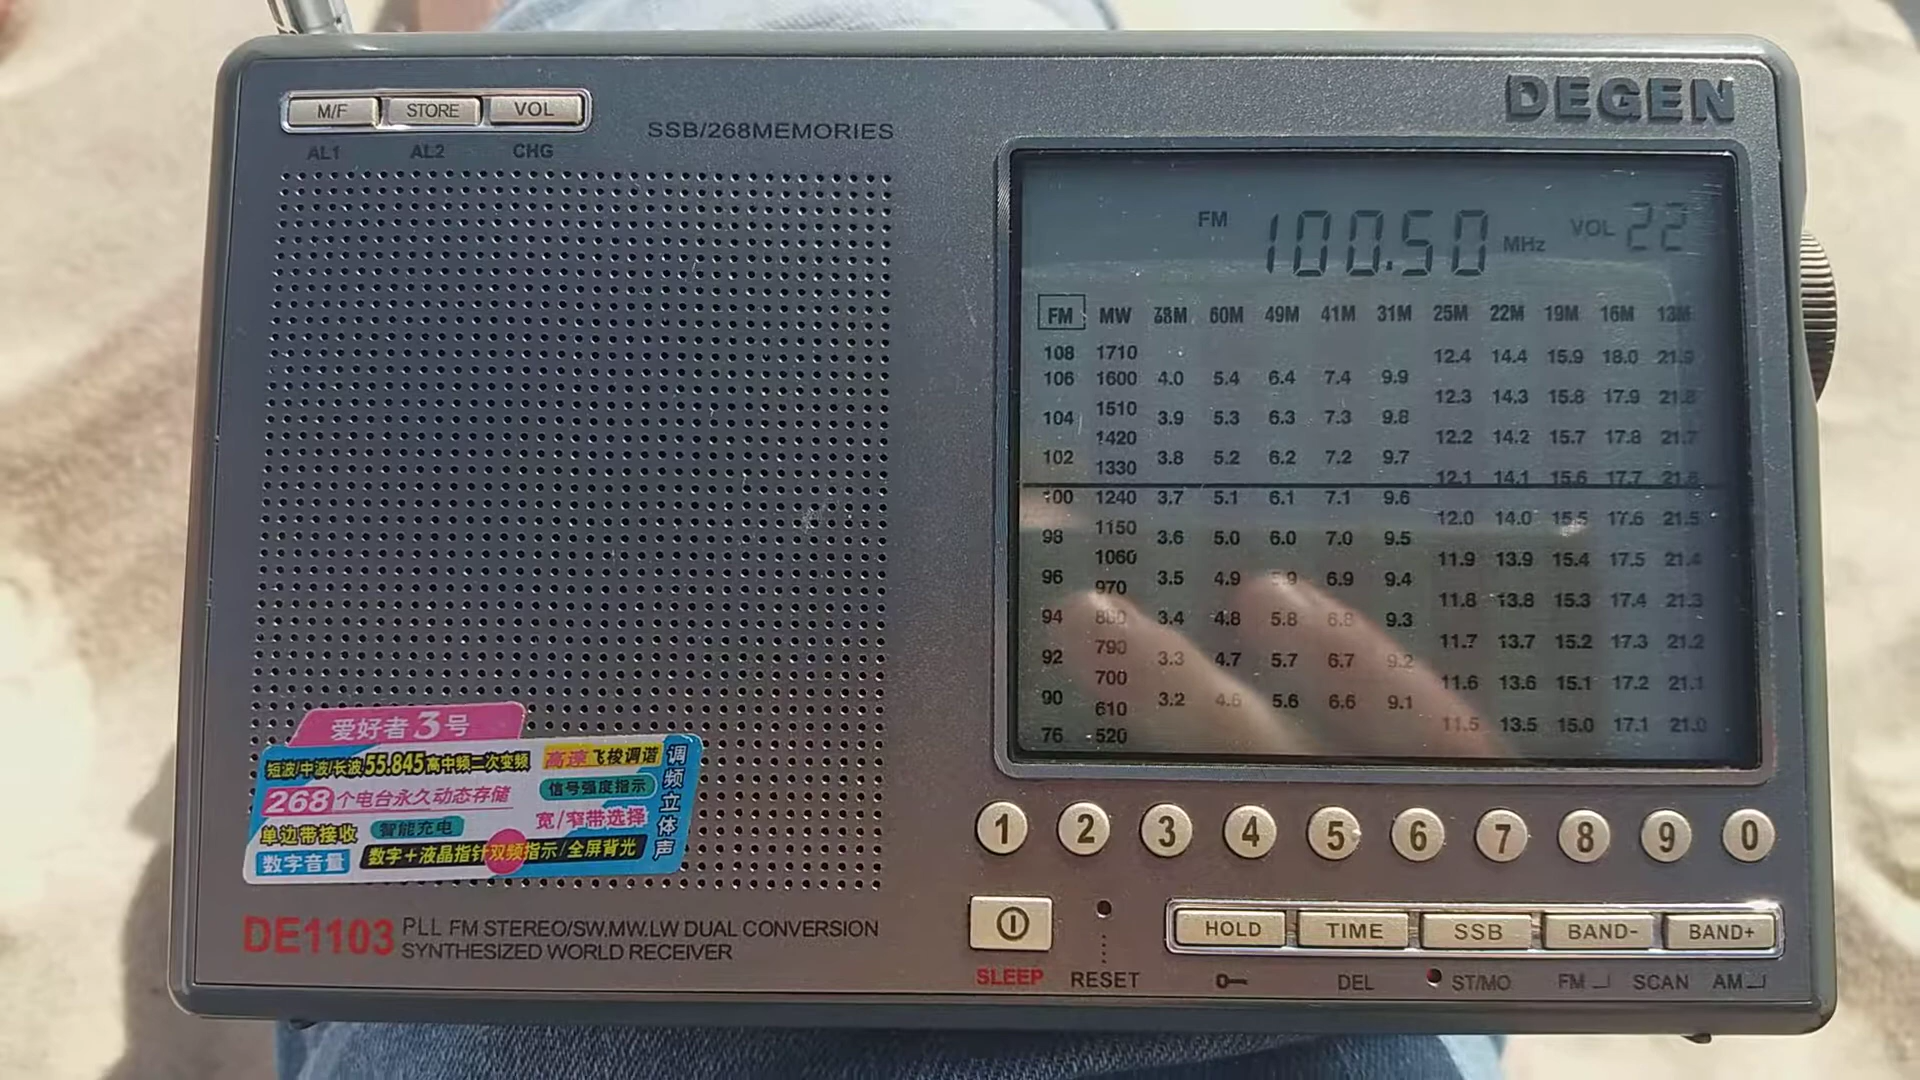 M/F STORE VOL
AL1 AL2 CHG
SSB/268MEMORIES
DEGEN
FM 100.50 MHz VOL 22
FM MW 60M 49M 41M 31M 25M 22M 19M 16M 13M
108 1710 12.4 14.4 15.9 18.0 21.9
106 1600 4.0 5.4 6.4 7.4 9.9
1510 12.3 14.3 15.8 17.9 21.8
104 3.9 5.3 6.3 7.3 9.8
1420 12.2 14.2 15.7 17.8 21.7
102 3.8 5.2 6.2 7.2 9.7
1330 12.1 14.1 15.6 17.7 21.6
100 1240 3.7 5.1 6.1 7.1 9.6
1150 12.0 14.0 15.5 17.6 21.5
98 3.6 5.0 6.0 7.0 9.5
1060 11.9 13.9 15.4 17.5 21.4
96 970 3.5 4.9 5.9 6.9 9.4
11.8 13.8 15.3 17.4 21.3
94 880 3.4 4.8 5.8 6.8 9.3
790 11.7 13.7 15.2 17.3 21.2
92 3.3 4.7 5.7 6.7 9.2
700 11.6 13.6 15.1 17.2 21.1
90 610 3.2 4.6 5.6 6.6 9.1
76 520 11.5 13.5 15.0 17.1 21.0
爱好者3号
短波/中波/长波55.845高中频二次变频
高速飞梭调谐
268个电台永久动态存储
信号强度指示
单边带接收 智能充电
宽/窄带选择
数字音量 数字+液晶指针双频指示/全屏背光
调频立体声
1 2 3 4 5 6 7 8 9 0
DE1103 PLL FM STEREO/SW.MW.LW DUAL CONVERSION
SYNTHESIZED WORLD RECEIVER
HOLD TIME SSB BAND- BAND+
SLEEP RESET DEL ST/MO FM SCAN AM